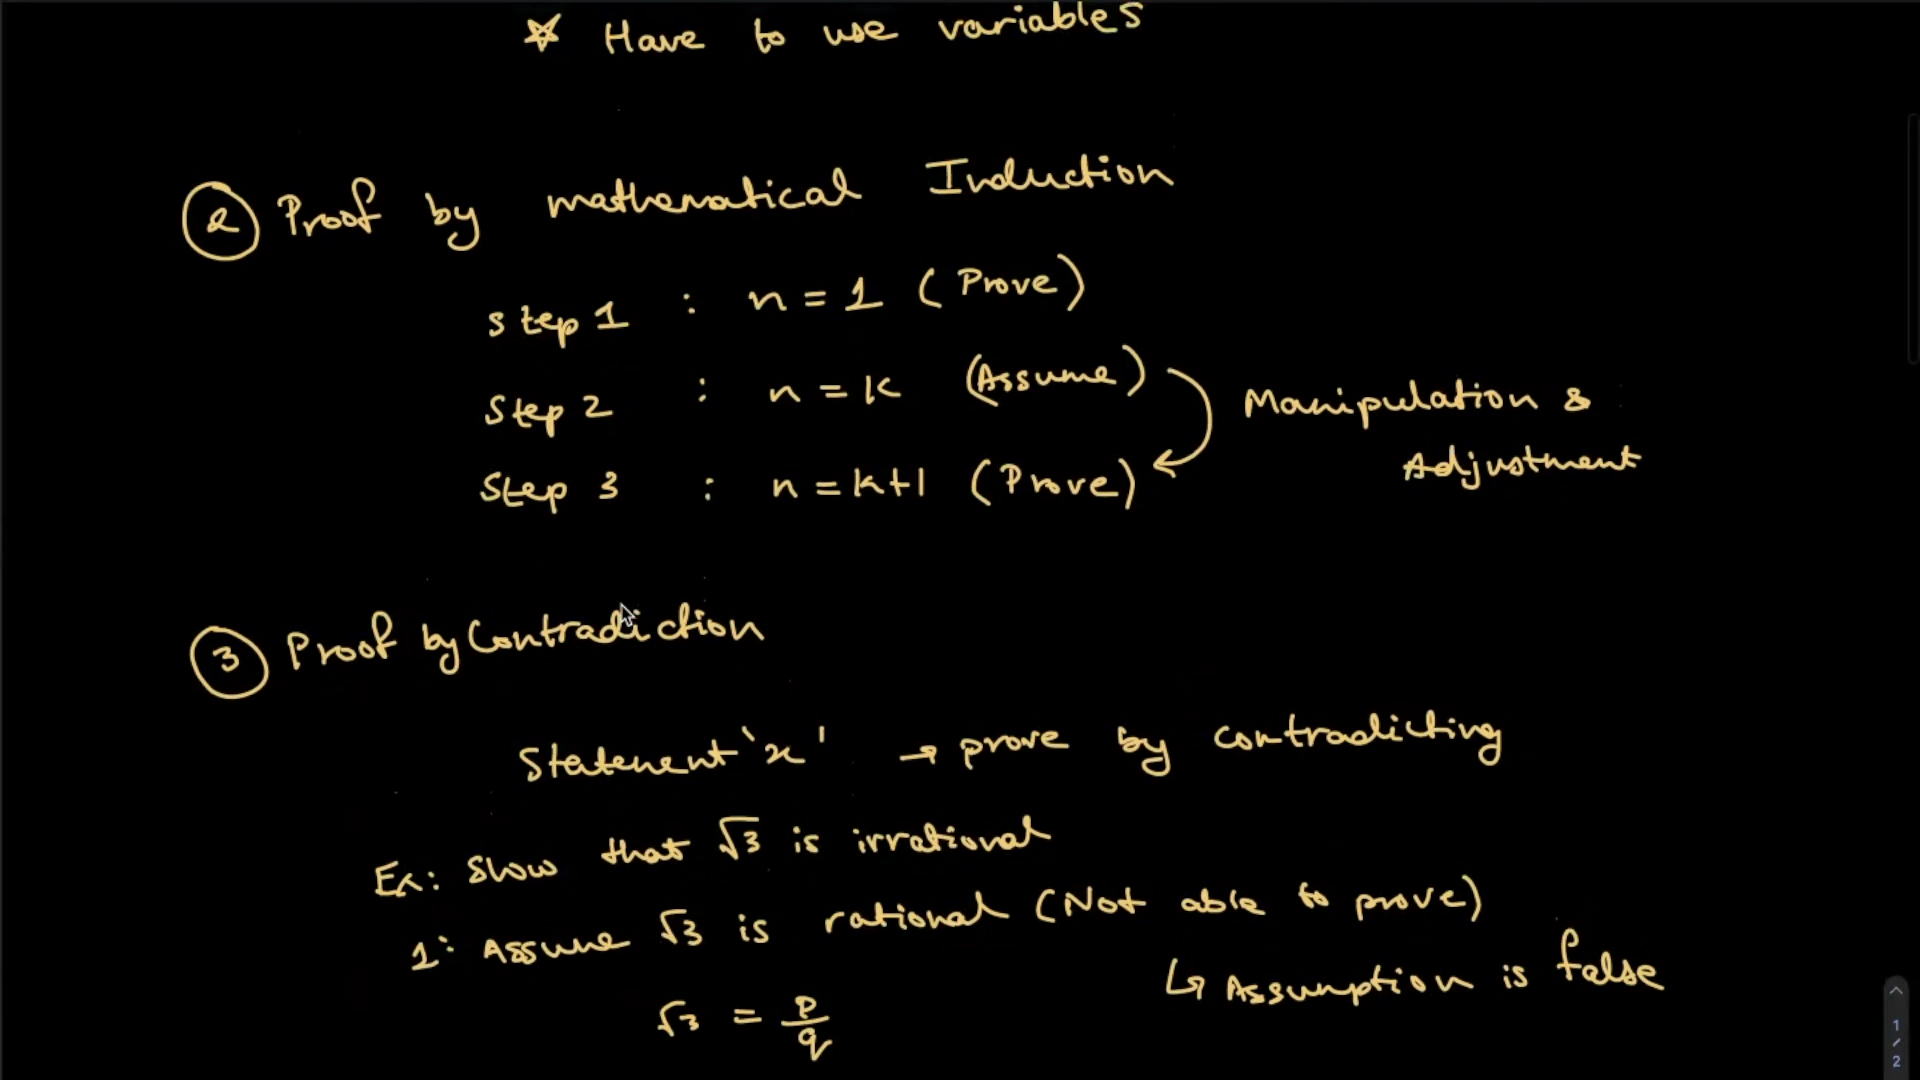 ☆ Have to use variables
② Proof by mathematical Induction
Step 1 : n = 1 (Prove)
Step 2 : n = k (Assume)
Manipulation &
Adjustment
Step 3 : n = k+1 (Prove)
③ Proof by Contradiction
Statement 'x' → prove by contradicting
Ex: Show that √3 is irrational
1: Assume √3 is rational (Not able to prove)
↳ Assumption is false
√3 = p/q
1
/
2